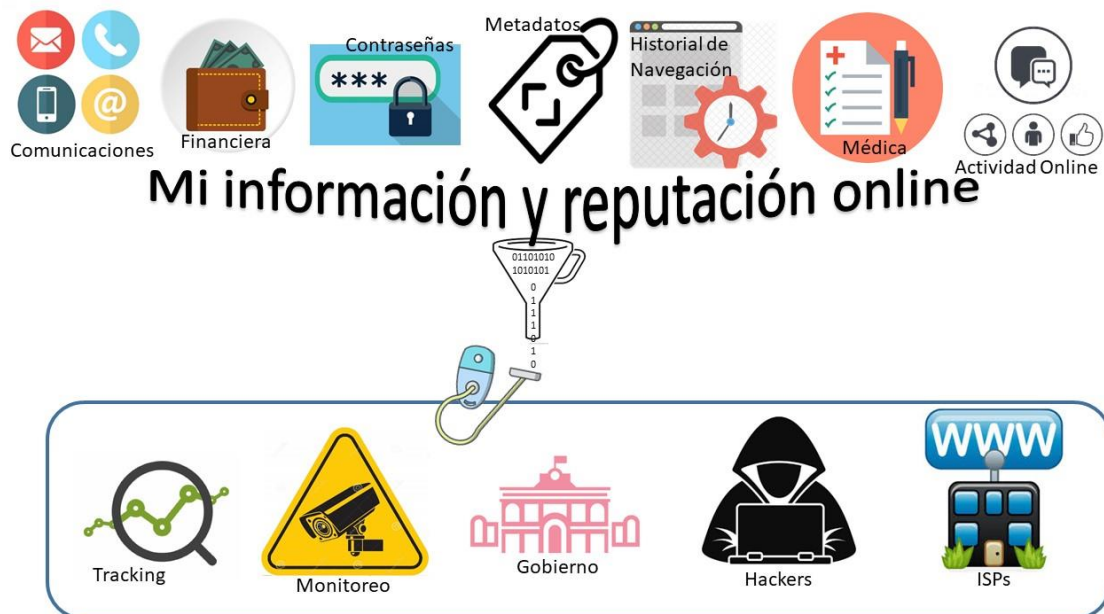 Comunicaciones
Financiera
Contraseñas
***
Metadatos
Historial de
Navegación
Médica
Actividad Online
@
Mi información y reputación online
01101010
1010101
0
1
1
1
0
1
0
Tracking
Monitoreo
Gobierno
Hackers
WWW
ISPs